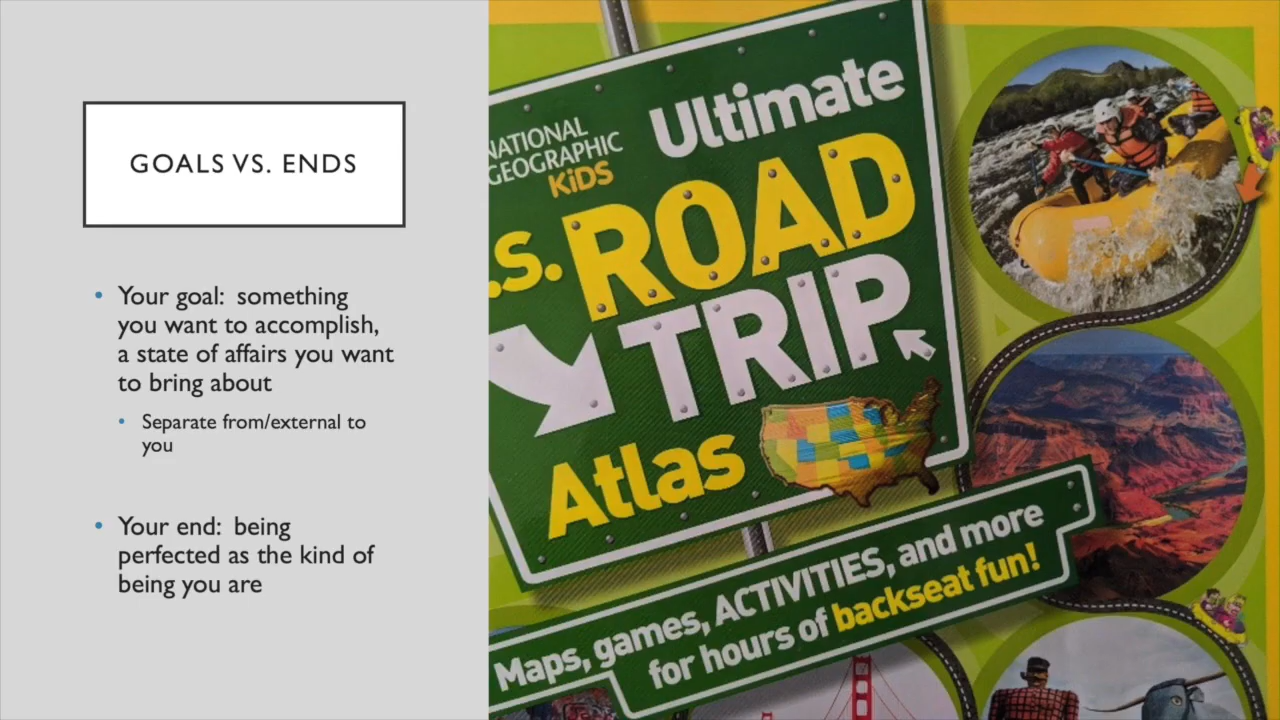 GOALS VS. ENDS
• Your goal:  something
you want to accomplish,
a state of affairs you want
to bring about
• Separate from/external to
you
• Your end:  being
perfected as the kind of
being you are
NATIONAL
GEOGRAPHIC
KiDS
Ultimate
.S. ROAD
TRIP
Atlas
Maps, games, ACTIVITIES, and more
for hours of backseat fun!